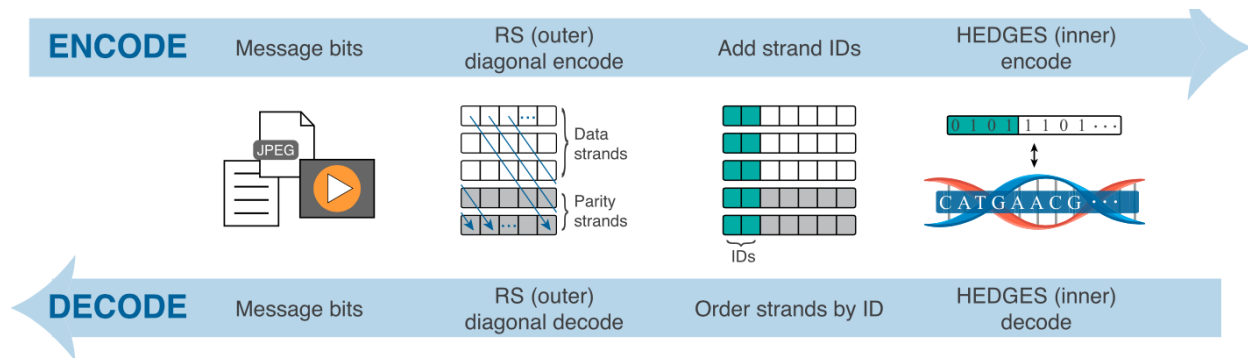 ENCODE
Message bits
RS (outer)
diagonal encode
Add strand IDs
HEDGES (inner)
encode
JPEG
...
Data
strands
Parity
strands
...
IDs
0 1 0 1 1 1 0 1 ···
CATGAACG···
DECODE
Message bits
RS (outer)
diagonal decode
Order strands by ID
HEDGES (inner)
decode